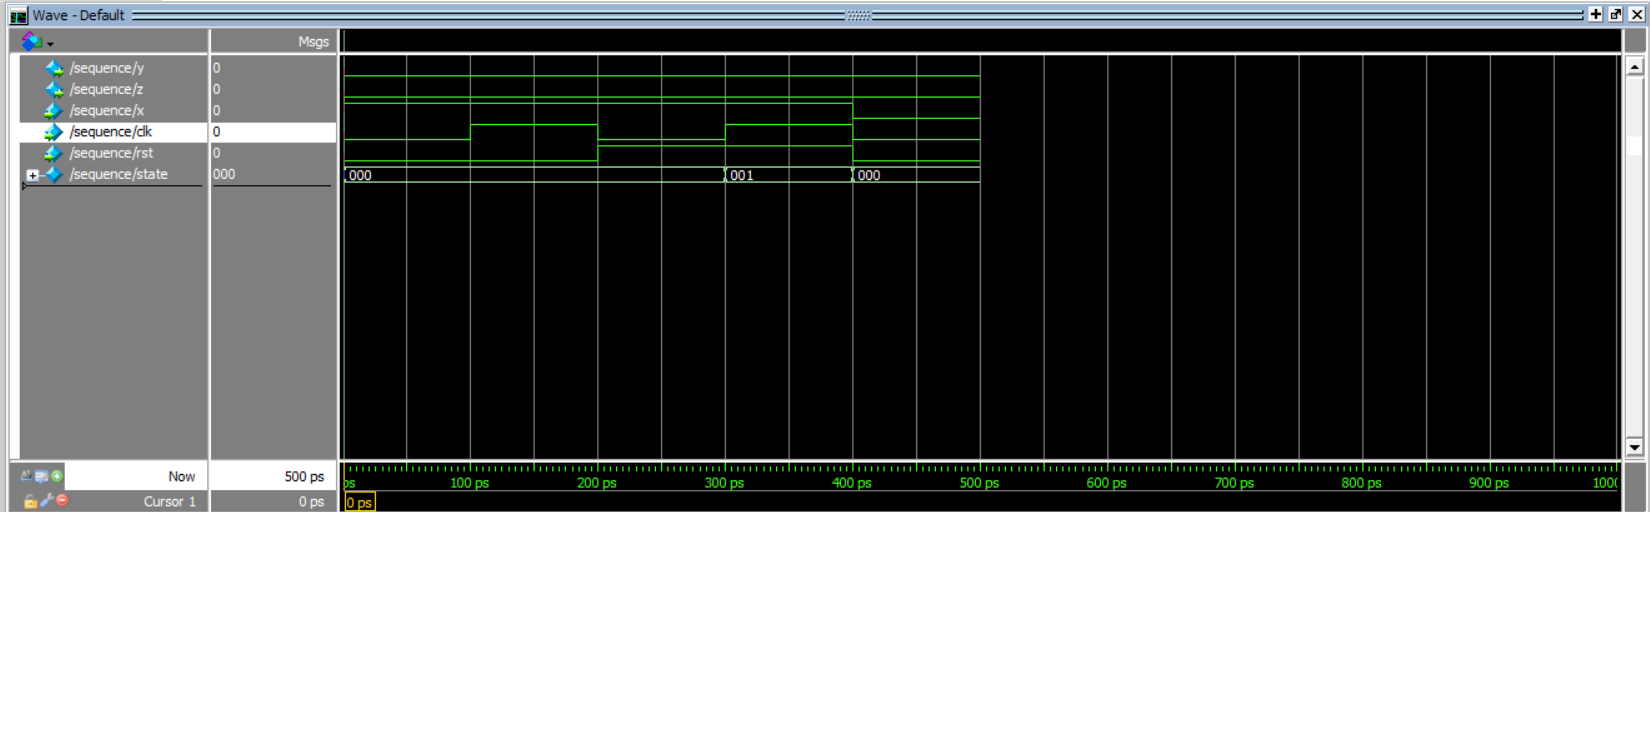 Wave - Default
Msgs
/sequence/y 0
/sequence/z 0
/sequence/x 0
/sequence/clk 0
/sequence/rst 0
/sequence/state 000 000 001 000
Now 500 ps ps 100 ps 200 ps 300 ps 400 ps 500 ps 600 ps 700 ps 800 ps 900 ps 1000
Cursor 1 0 ps 0 ps